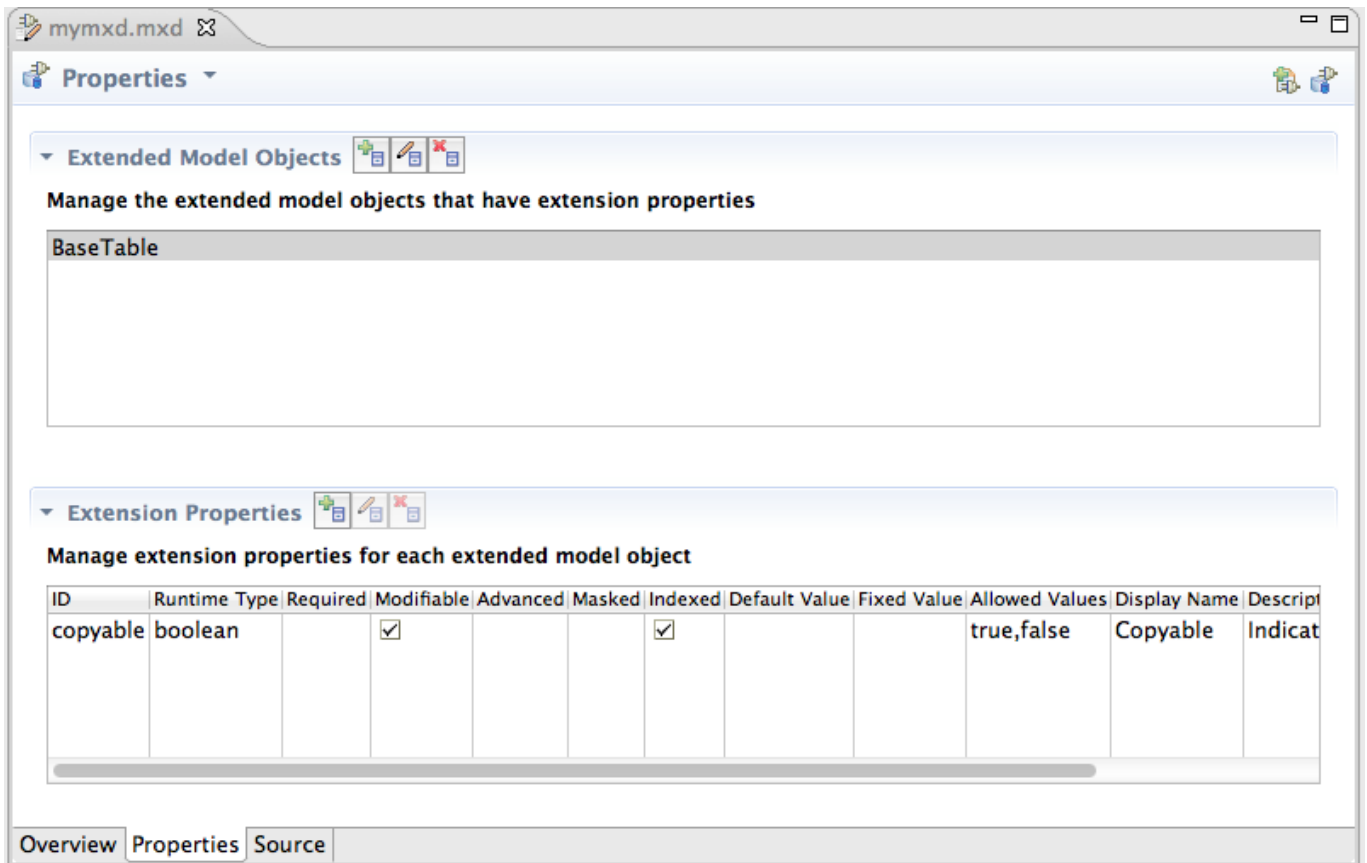 mymxd.mxd
Properties
Extended Model Objects
Manage the extended model objects that have extension properties
BaseTable
Extension Properties
Manage extension properties for each extended model object
ID Runtime Type Required Modifiable Advanced Masked Indexed Default Value Fixed Value Allowed Values Display Name Descript
copyable boolean true,false Copyable Indicat
Overview Properties Source